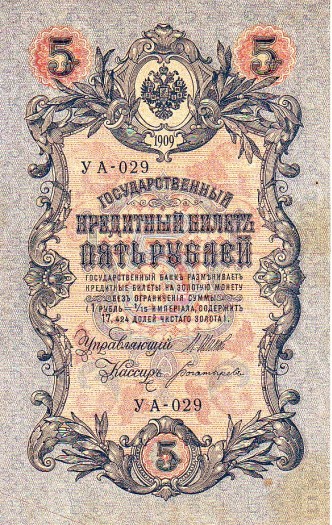 5 5
1909
УА-029
ГОСУДАРСТВЕННЫЙ
КРЕДИТНЫЙ БИЛЕТЪ
ПЯТЬ РУБЛЕЙ
ГОСУДАРСТВЕННЫЙ БАНКЪ РАЗМѢНИВАЕТЪ
КРЕДИТНЫЕ БИЛЕТЫ НА ЗОЛОТУЮ МОНЕТУ
БЕЗЪ ОГРАНИЧЕНІЯ СУММЫ
(1 РУБЛЬ = 1/15 ИМПЕРІАЛА, СОДЕРЖИТЪ
17,424 ДОЛЕЙ ЧИСТАГО ЗОЛОТА).
Управляющій
Кассиръ
УА-029
5